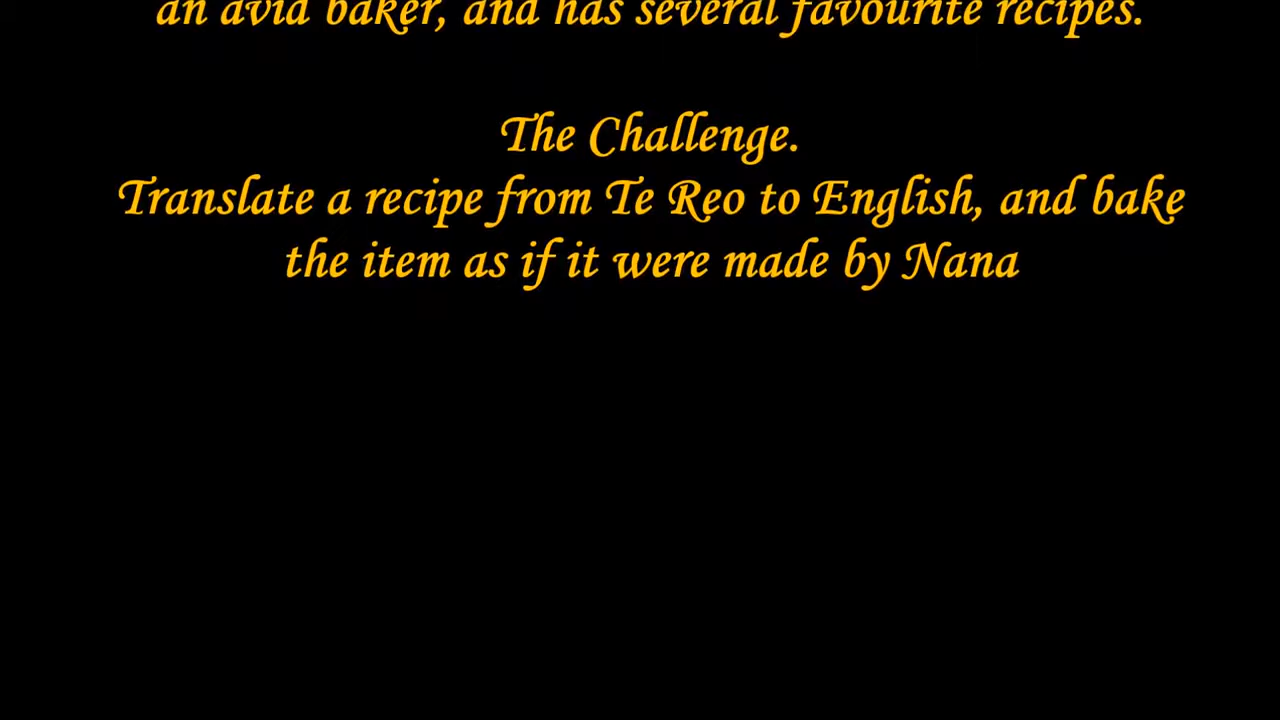 an avid baker, and has several favourite recipes.
The Challenge.
Translate a recipe from Te Reo to English, and bake
the item as if it were made by Nana